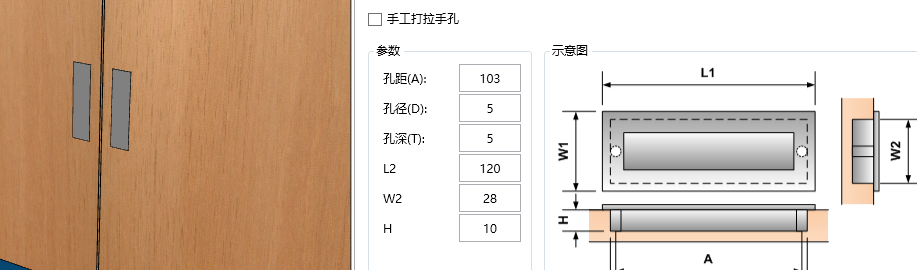 手工打拉手孔
参数
孔距(A): 103
孔径(D): 5
孔深(T): 5
L2 120
W2 28
H 10
示意图
L1
W1
W2
H
A